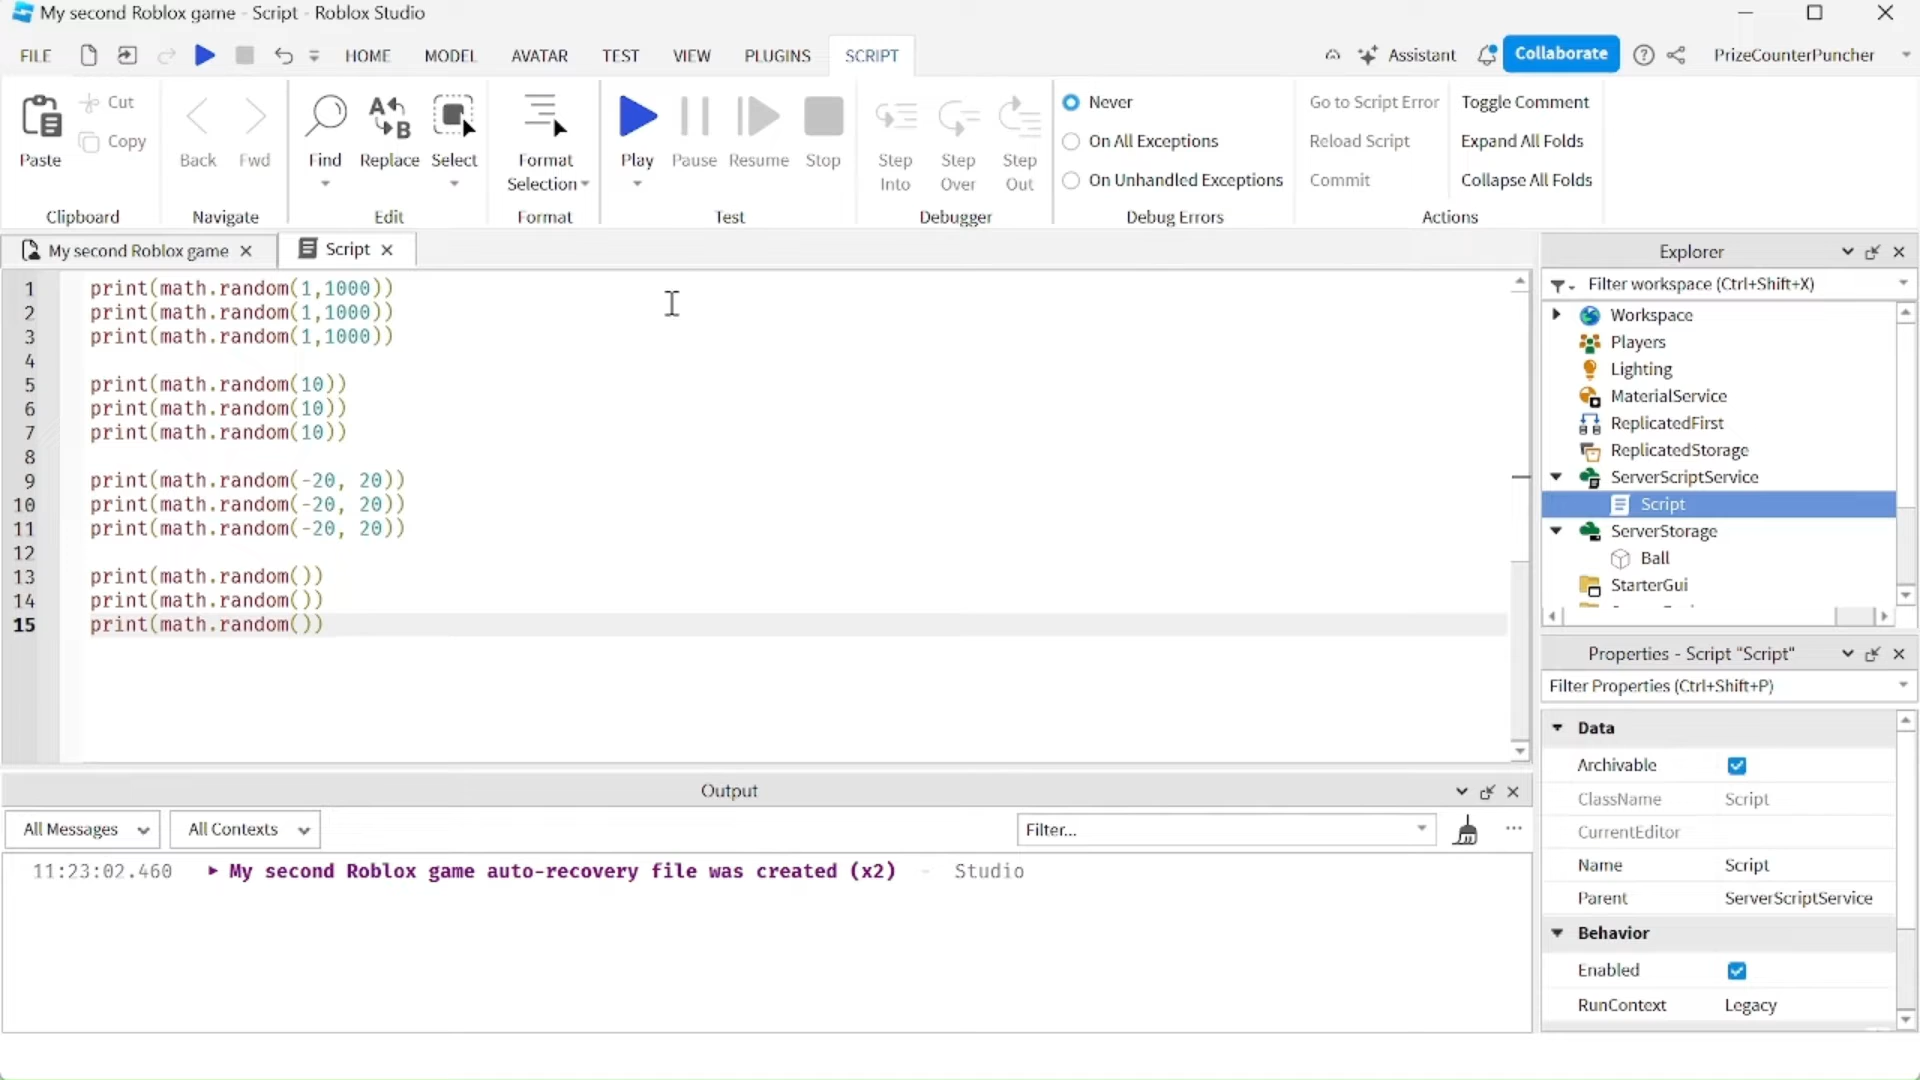 My second Roblox game - Script - Roblox Studio
FILE HOME MODEL AVATAR TEST VIEW PLUGINS SCRIPT Assistant Collaborate PrizeCounterPuncher
Paste Cut Copy
Clipboard
Back Fwd
Navigate
Find Replace Select
Edit
Format Selection
Format
Play Pause Resume Stop
Test
Step Into Step Over Step Out
Debugger
Never
On All Exceptions
On Unhandled Exceptions
Debug Errors
Go to Script Error Toggle Comment
Reload Script Expand All Folds
Commit Collapse All Folds
Actions
My second Roblox game Script
1 print(math.random(1,1000))
2 print(math.random(1,1000))
3 print(math.random(1,1000))
4
5 print(math.random(10))
6 print(math.random(10))
7 print(math.random(10))
8
9 print(math.random(-20, 20))
10 print(math.random(-20, 20))
11 print(math.random(-20, 20))
12
13 print(math.random())
14 print(math.random())
15 print(math.random())
Output
All Messages All Contexts Filter... ...
11:23:02.460 My second Roblox game auto-recovery file was created (x2) - Studio
Explorer
Filter workspace (Ctrl+Shift+X)
Workspace
Players
Lighting
MaterialService
ReplicatedFirst
ReplicatedStorage
ServerScriptService
Script
ServerStorage
Ball
StarterGui
Properties - Script "Script"
Filter Properties (Ctrl+Shift+P)
Data
Archivable
ClassName Script
CurrentEditor
Name Script
Parent ServerScriptService
Behavior
Enabled
RunContext Legacy